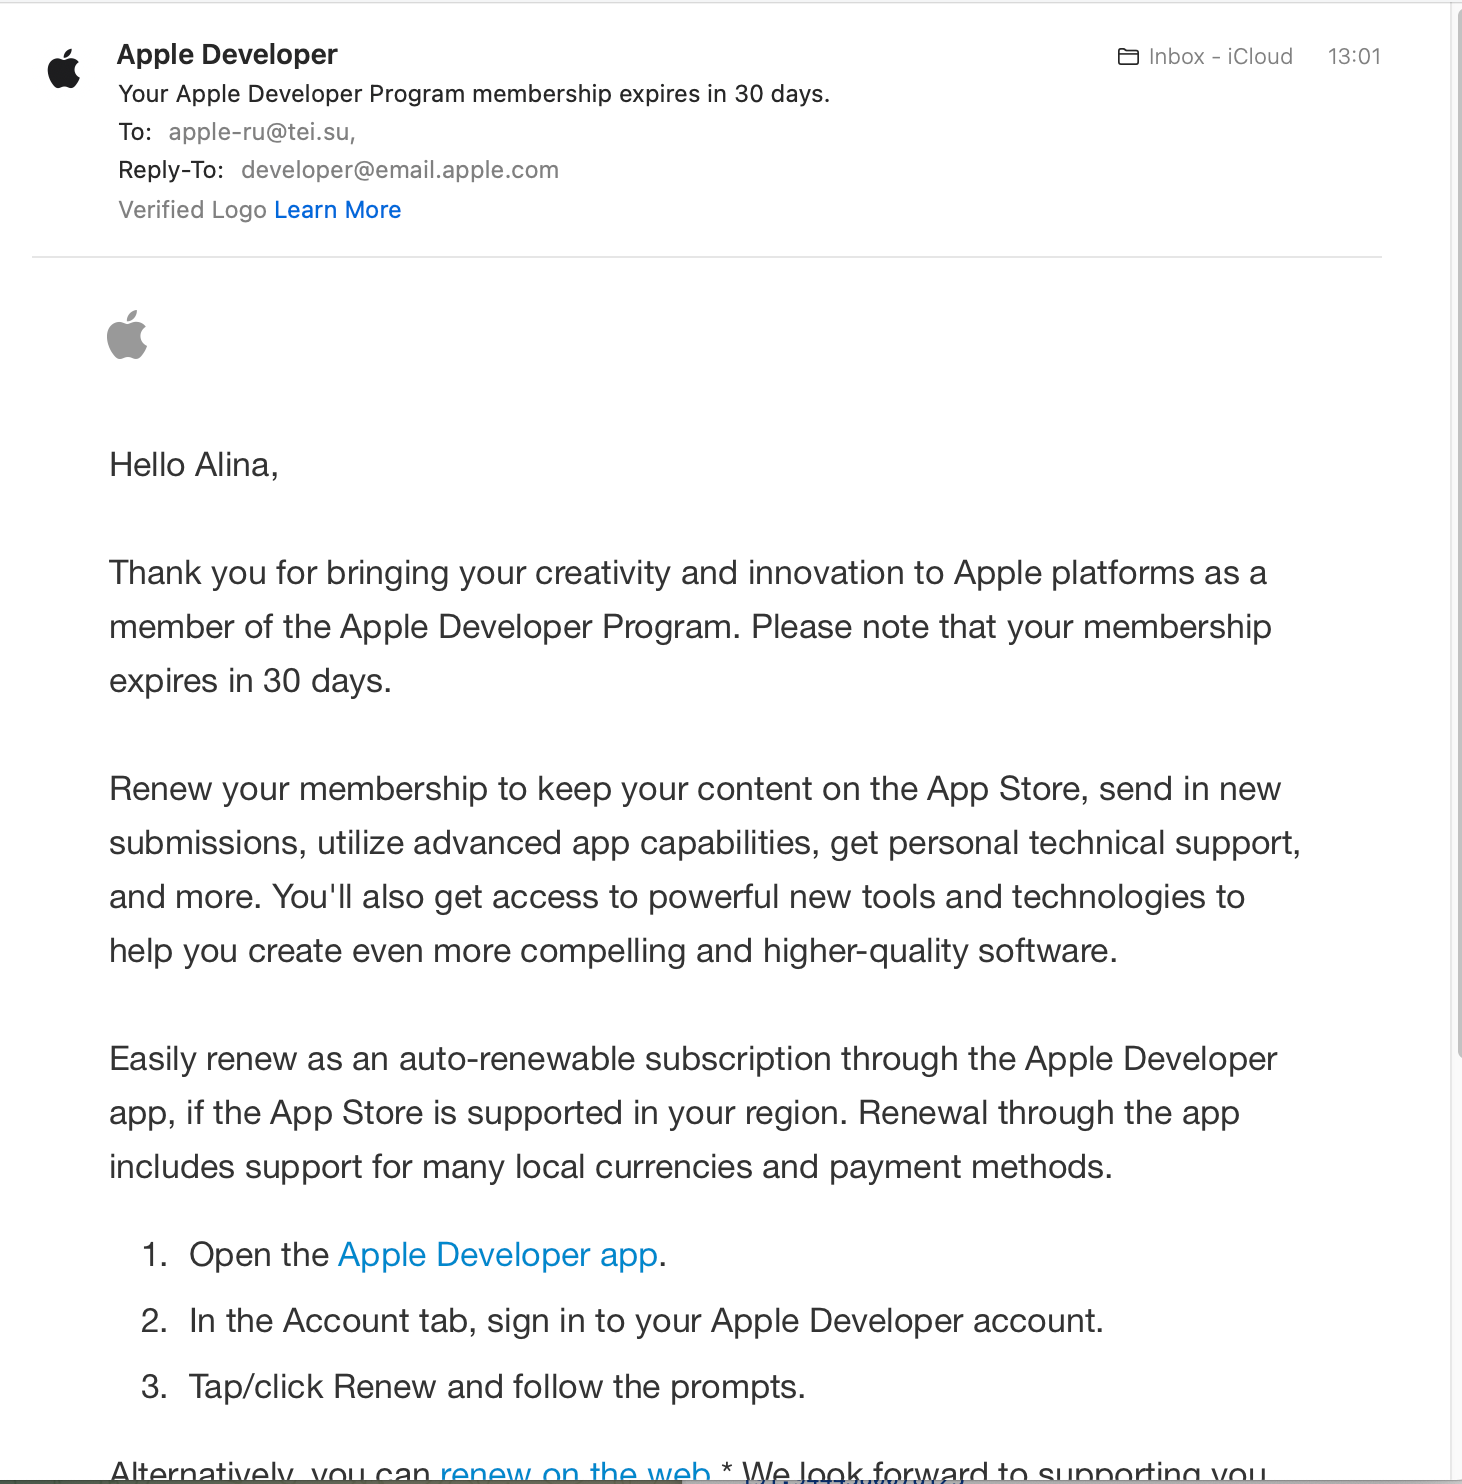 Apple Developer
Inbox - iCloud 13:01
Your Apple Developer Program membership expires in 30 days.
To: apple-ru@tei.su,
Reply-To: developer@email.apple.com
Verified Logo Learn More
Hello Alina,
Thank you for bringing your creativity and innovation to Apple platforms as a
member of the Apple Developer Program. Please note that your membership
expires in 30 days.
Renew your membership to keep your content on the App Store, send in new
submissions, utilize advanced app capabilities, get personal technical support,
and more. You'll also get access to powerful new tools and technologies to
help you create even more compelling and higher-quality software.
Easily renew as an auto-renewable subscription through the Apple Developer
app, if the App Store is supported in your region. Renewal through the app
includes support for many local currencies and payment methods.
1. Open the Apple Developer app.
2. In the Account tab, sign in to your Apple Developer account.
3. Tap/click Renew and follow the prompts.
Alternatively, you can renew on the web.* We look forward to supporting you